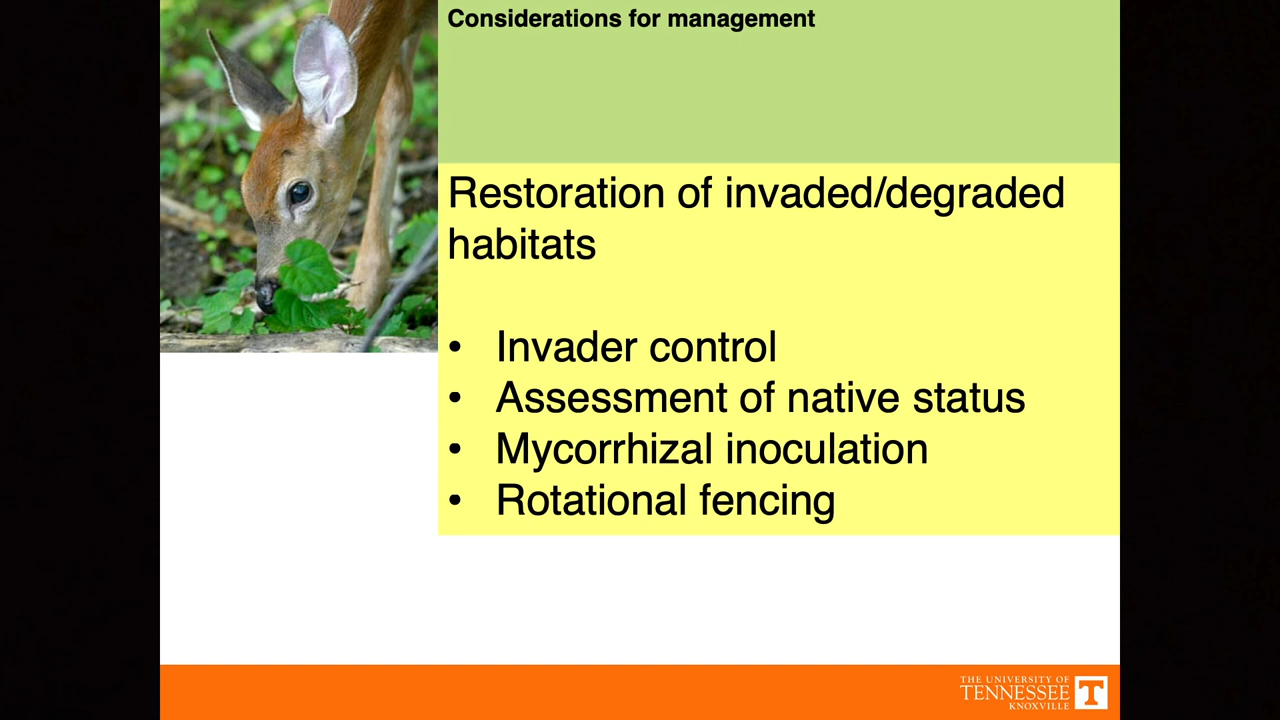 Considerations for management
Restoration of invaded/degraded
habitats
• Invader control
• Assessment of native status
• Mycorrhizal inoculation
• Rotational fencing
THE UNIVERSITY OF
TENNESSEE
KNOXVILLE
T